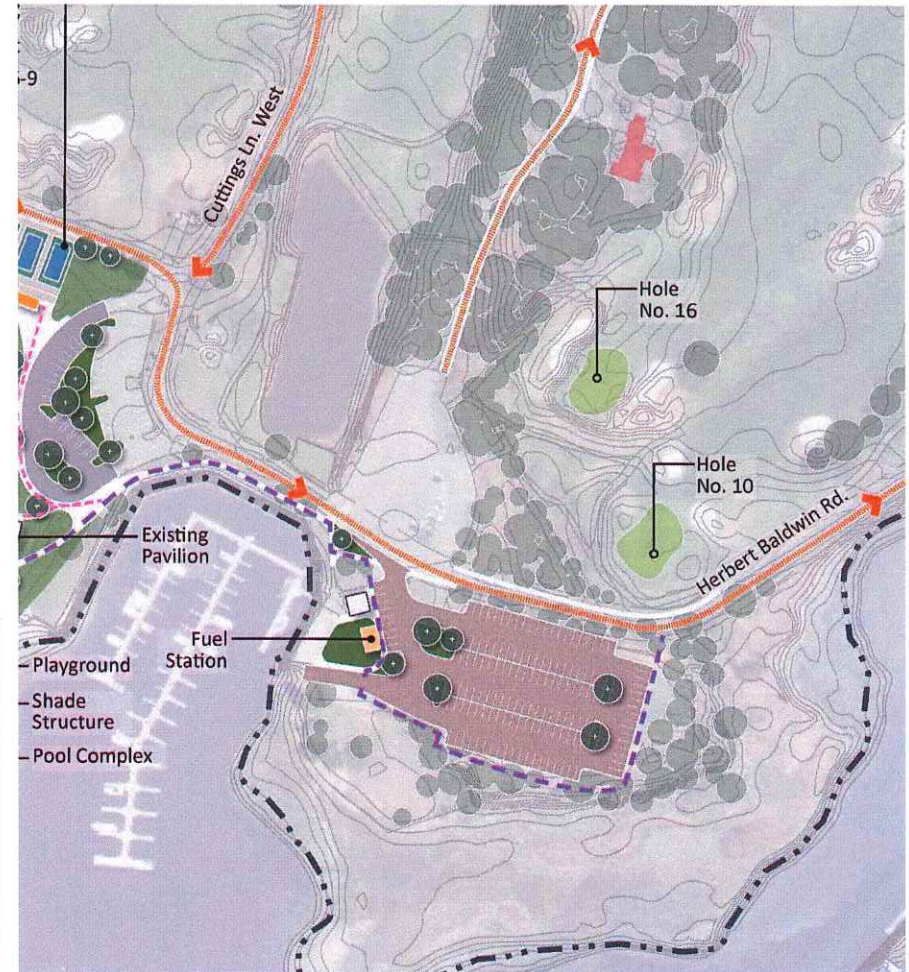 Cuttings Ln. West
Hole
No. 16
Hole
No. 10
Herbert Baldwin Rd.
Existing
Pavilion
Fuel
Station
Playground
Shade
Structure
Pool Complex